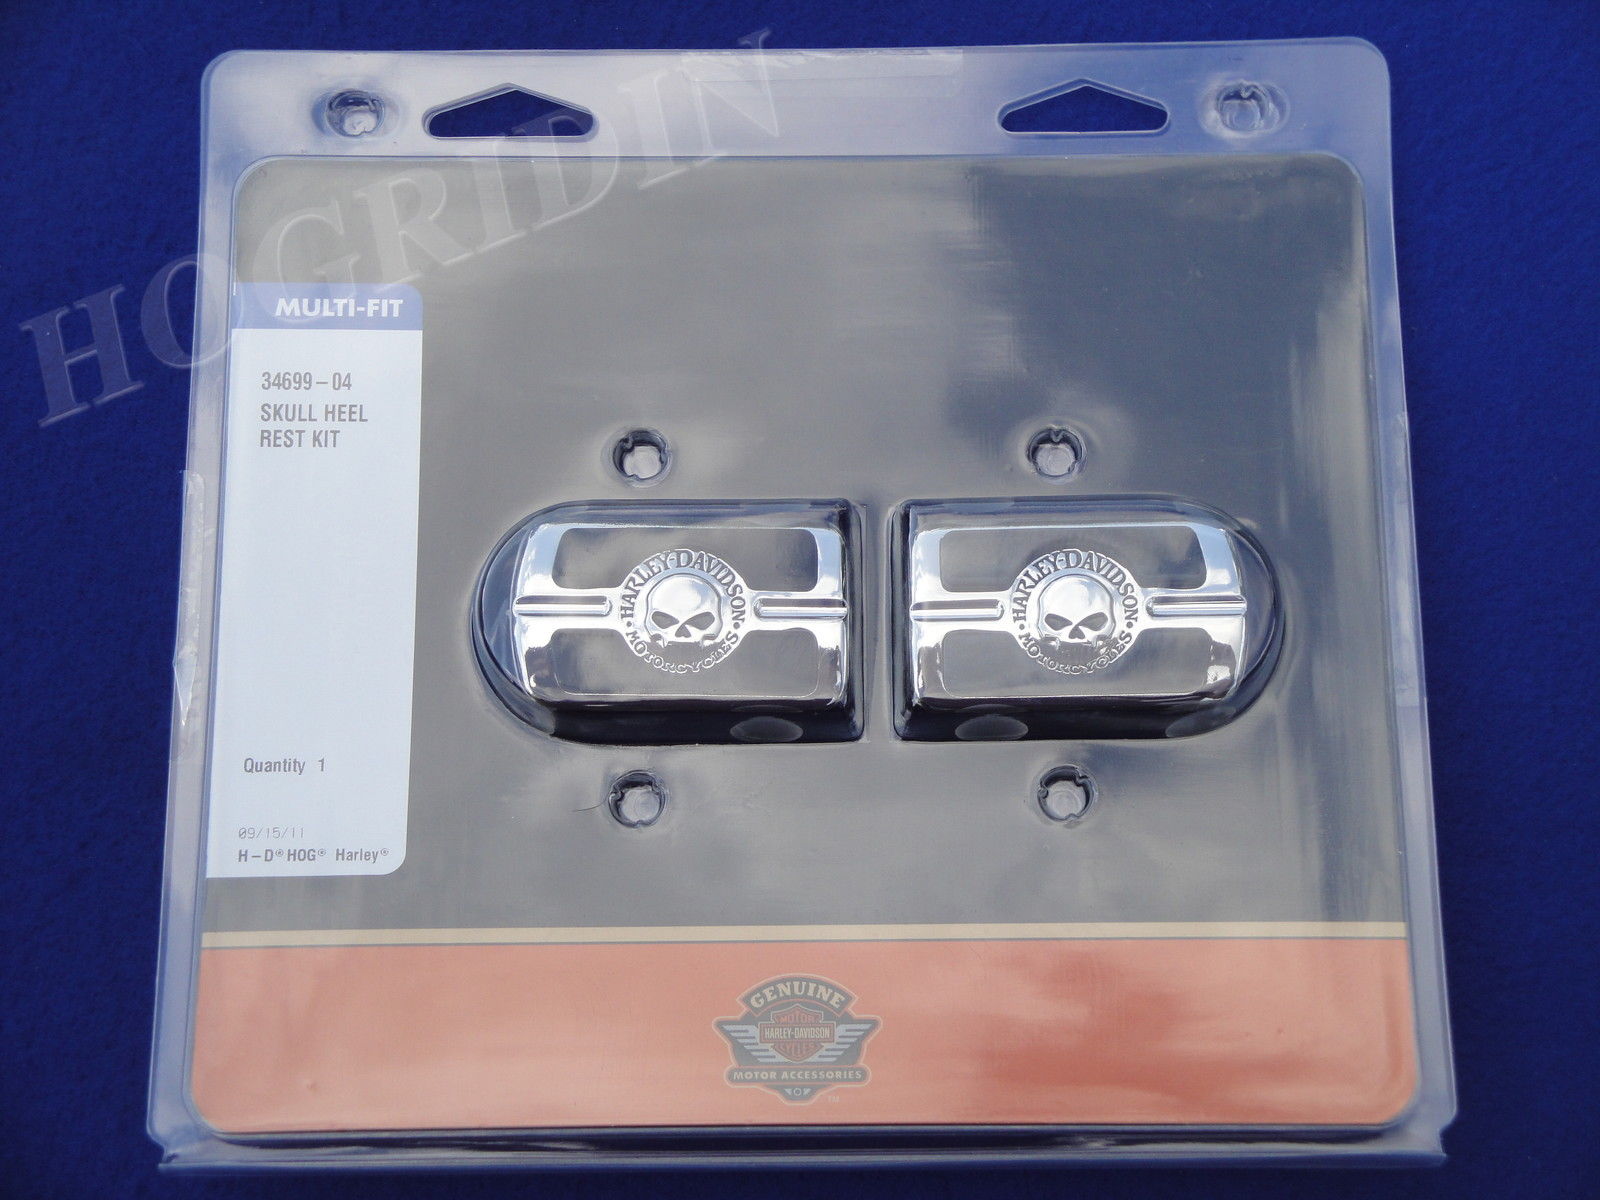 HOGRIDIN
MULTI-FIT
34699-04
SKULL HEEL
REST KIT
Quantity 1
09/15/11
H-D® HOG® Harley®
HARLEY-DAVIDSON
• MOTORCYCLES •
HARLEY-DAVIDSON
• MOTORCYCLES •
GENUINE
MOTOR
HARLEY-DAVIDSON
CYCLES
MOTOR ACCESSORIES
TM